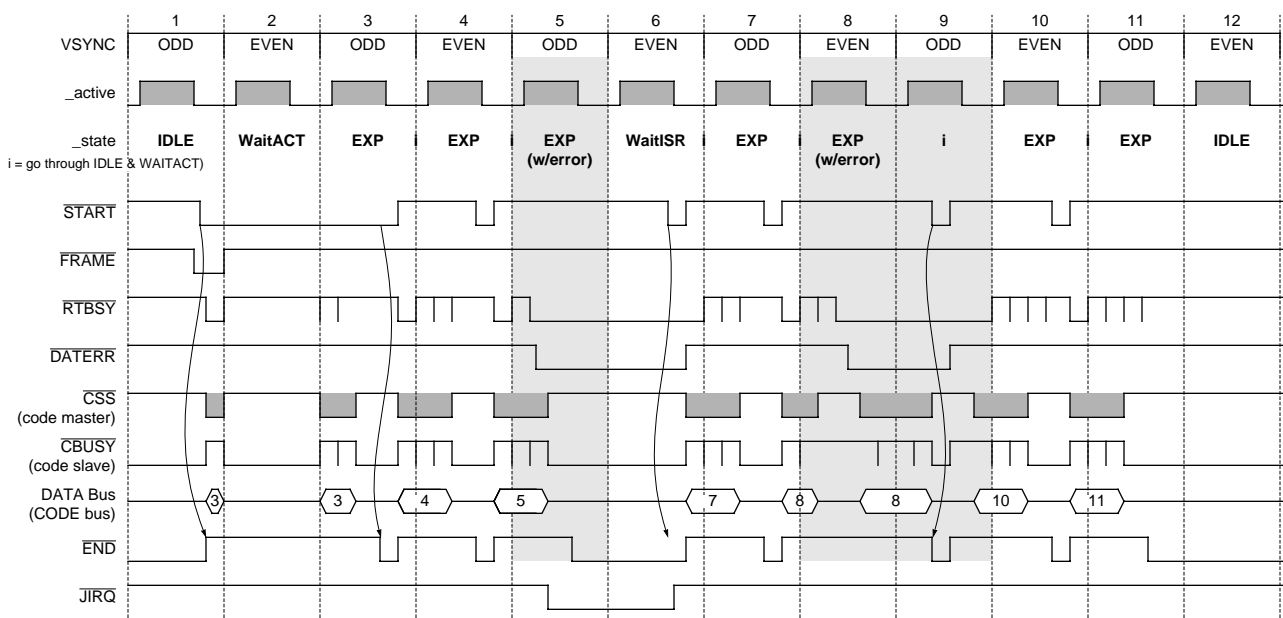 1 2 3 4 5 6 7 8 9 10 11 12
VSYNC ODD EVEN ODD EVEN ODD EVEN ODD EVEN ODD EVEN ODD EVEN
_active
_state IDLE WaitACT EXP i EXP i EXP WaitISR i EXP i EXP i EXP i EXP IDLE
(w/error) (w/error)
i = go through IDLE & WAITACT)
START
FRAME
RTBSY
DATERR
CSS
(code master)
CBUSY
(code slave)
DATA Bus 3 3 4 5 7 8 8 10 11
(CODE bus)
END
JIRQ